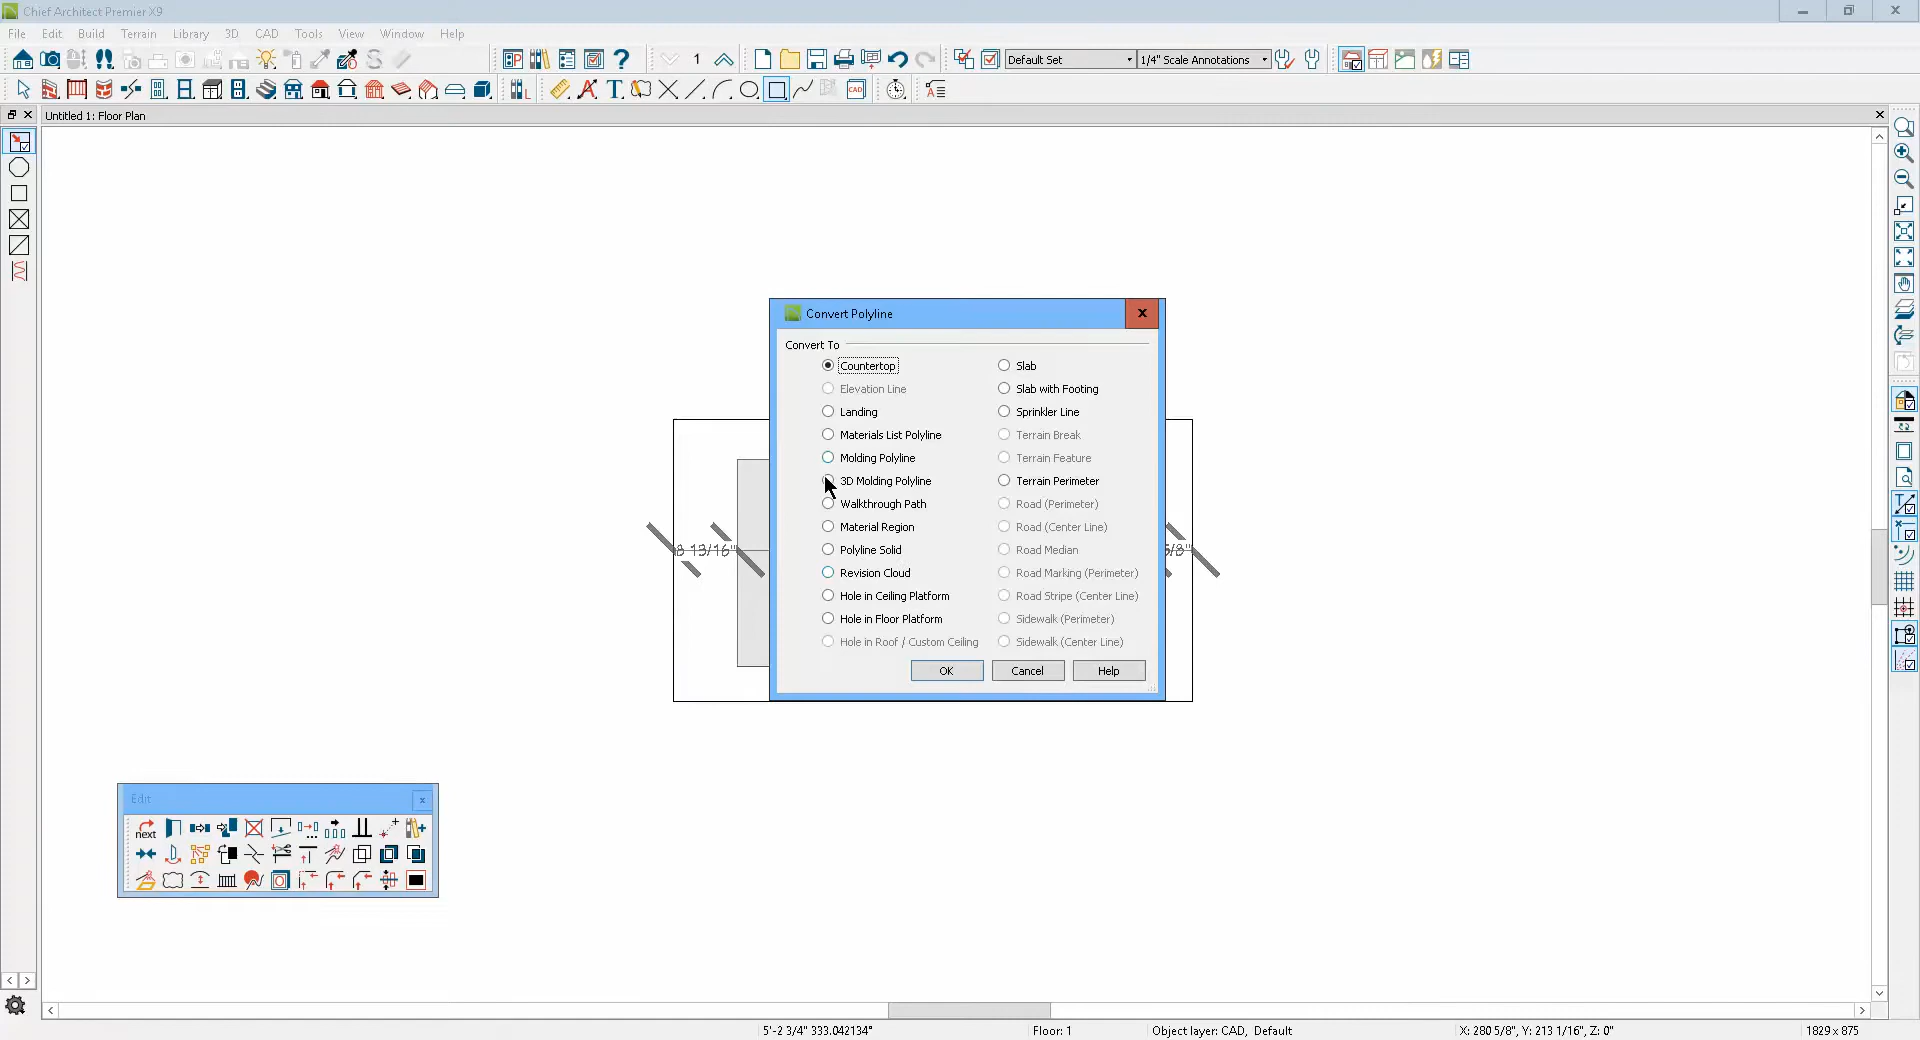 Chief Architect Premier X9
File Edit Build Terrain Library 3D CAD Tools View Window Help
1 Default Set 1/4" Scale Annotations
T CAD
Untitled 1: Floor Plan
Convert Polyline
Convert To
Countertop Slab
Elevation Line Slab with Footing
Landing Sprinkler Line
Materials List Polyline Terrain Break
Molding Polyline Terrain Feature
3D Molding Polyline Terrain Perimeter
Walkthrough Path Road (Perimeter)
Material Region Road (Center Line)
8 13/16" Polyline Solid Road Median 5/8"
Revision Cloud Road Marking (Perimeter)
Hole in Ceiling Platform Road Stripe (Center Line)
Hole in Floor Platform Sidewalk (Perimeter)
Hole in Roof / Custom Ceiling Sidewalk (Center Line)
OK Cancel Help
Edit
next
5'-2 3/4" 333.042134° Floor: 1 Object layer: CAD, Default X: 280 5/8", Y: 213 1/16", Z: 0" 1829 x 875